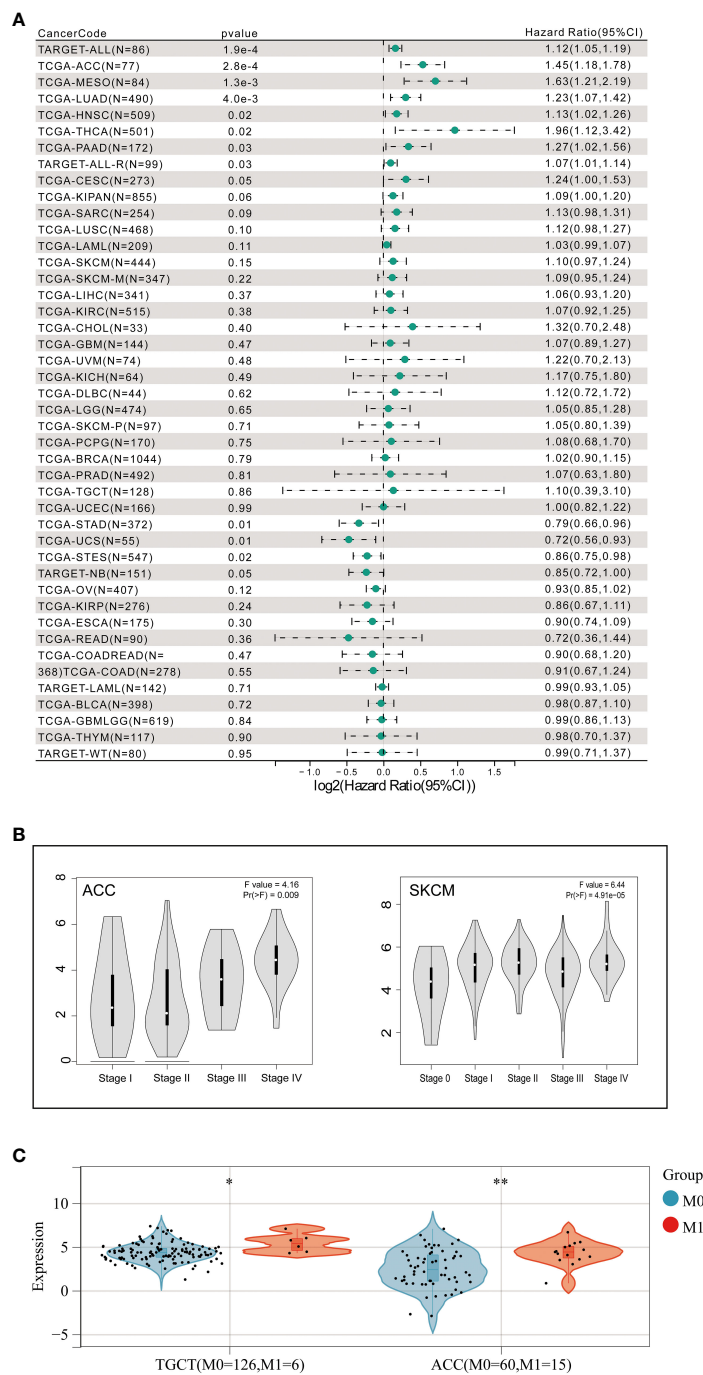 A
CancerCode pvalue Hazard Ratio(95%CI)
TARGET-ALL(N=86) 1.9e-4 1.12(1.05,1.19)
TCGA-ACC(N=77) 2.8e-4 1.45(1.18,1.78)
TCGA-MESO(N=84) 1.3e-3 1.63(1.21,2.19)
TCGA-LUAD(N=490) 4.0e-3 1.23(1.07,1.42)
TCGA-HNSC(N=509) 0.02 1.13(1.02,1.26)
TCGA-THCA(N=501) 0.02 1.96(1.12,3.42)
TCGA-PAAD(N=172) 0.03 1.27(1.02,1.56)
TARGET-ALL-R(N=99) 0.03 1.07(1.01,1.14)
TCGA-CESC(N=273) 0.05 1.24(1.00,1.53)
TCGA-KIPAN(N=855) 0.06 1.09(1.00,1.20)
TCGA-SARC(N=254) 0.09 1.13(0.98,1.31)
TCGA-LUSC(N=468) 0.10 1.12(0.98,1.27)
TCGA-LAML(N=209) 0.11 1.03(0.99,1.07)
TCGA-SKCM(N=444) 0.15 1.10(0.97,1.24)
TCGA-SKCM-M(N=347) 0.22 1.09(0.95,1.24)
TCGA-LIHC(N=341) 0.37 1.06(0.93,1.20)
TCGA-KIRC(N=515) 0.38 1.07(0.92,1.25)
TCGA-CHOL(N=33) 0.40 1.32(0.70,2.48)
TCGA-GBM(N=144) 0.47 1.07(0.89,1.27)
TCGA-UVM(N=74) 0.48 1.22(0.70,2.13)
TCGA-KICH(N=64) 0.49 1.17(0.75,1.80)
TCGA-DLBC(N=44) 0.62 1.12(0.72,1.72)
TCGA-LGG(N=474) 0.65 1.05(0.85,1.28)
TCGA-SKCM-P(N=97) 0.71 1.05(0.80,1.39)
TCGA-PCPG(N=170) 0.75 1.08(0.68,1.70)
TCGA-BRCA(N=1044) 0.79 1.02(0.90,1.15)
TCGA-PRAD(N=492) 0.81 1.07(0.63,1.80)
TCGA-TGCT(N=128) 0.86 1.10(0.39,3.10)
TCGA-UCEC(N=166) 0.99 1.00(0.82,1.22)
TCGA-STAD(N=372) 0.01 0.79(0.66,0.96)
TCGA-UCS(N=55) 0.01 0.72(0.56,0.93)
TCGA-STES(N=547) 0.02 0.86(0.75,0.98)
TARGET-NB(N=151) 0.05 0.85(0.72,1.00)
TCGA-OV(N=407) 0.12 0.93(0.85,1.02)
TCGA-KIRP(N=276) 0.24 0.86(0.67,1.11)
TCGA-ESCA(N=175) 0.30 0.90(0.74,1.09)
TCGA-READ(N=90) 0.36 0.72(0.36,1.44)
TCGA-COADREAD(N= 0.47 0.90(0.68,1.20)
368)TCGA-COAD(N=278) 0.55 0.91(0.67,1.24)
TARGET-LAML(N=142) 0.71 0.99(0.93,1.05)
TCGA-BLCA(N=398) 0.72 0.98(0.87,1.10)
TCGA-GBMLGG(N=619) 0.84 0.99(0.86,1.13)
TCGA-THYM(N=117) 0.90 0.98(0.70,1.37)
TARGET-WT(N=80) 0.95 0.99(0.71,1.37)
−1.0 −0.5 0.0 0.5 1.0 1.5
log2(Hazard Ratio(95%CI))
B
ACC
F value = 4.16
Pr(>F) = 0.009
8
6
4
2
0
Stage I Stage II Stage III Stage IV
SKCM
F value = 6.44
Pr(>F) = 4.91e−05
8
6
4
2
Stage 0 Stage I Stage II Stage III Stage IV
C
Expression
10
5
0
−5
* **
TGCT(M0=126,M1=6) ACC(M0=60,M1=15)
Group
M0
M1